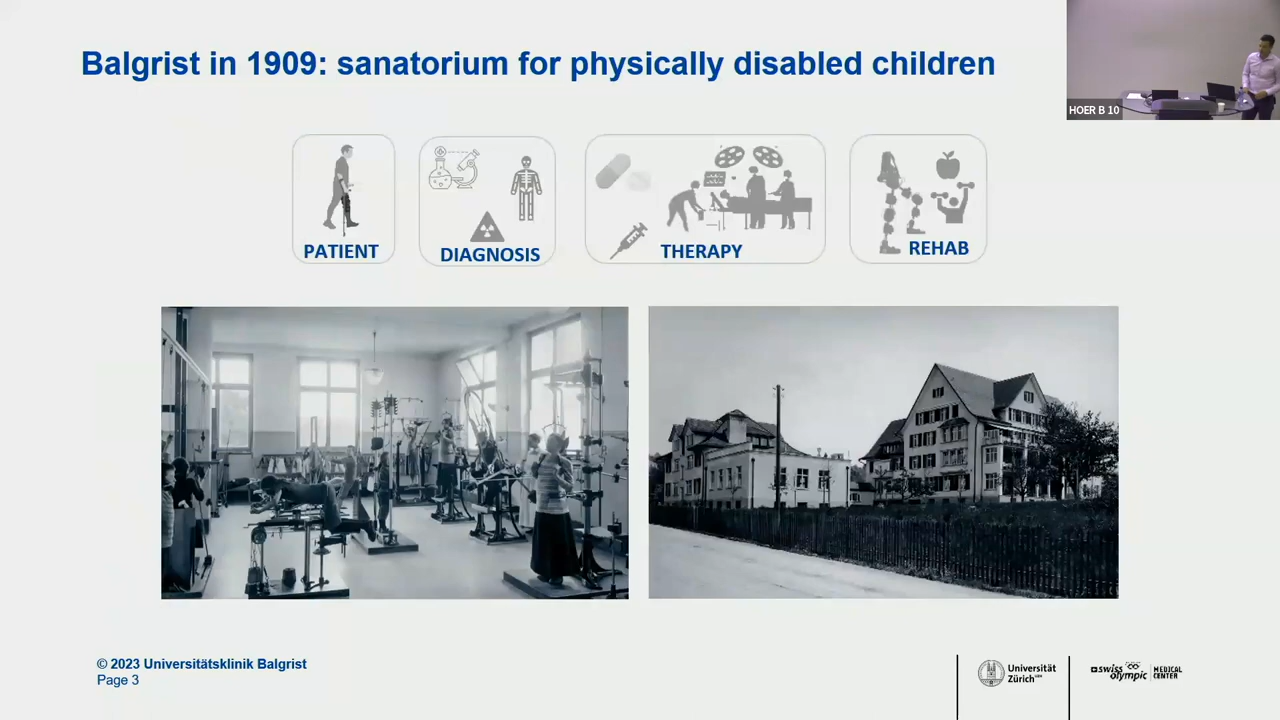 Balgrist in 1909: sanatorium for physically disabled children
HOER B 10
PATIENT
DIAGNOSIS
THERAPY
REHAB
© 2023 Universitätsklinik Balgrist
Page 3
Universität
Zürich
swiss
olympic
MEDICAL
CENTER